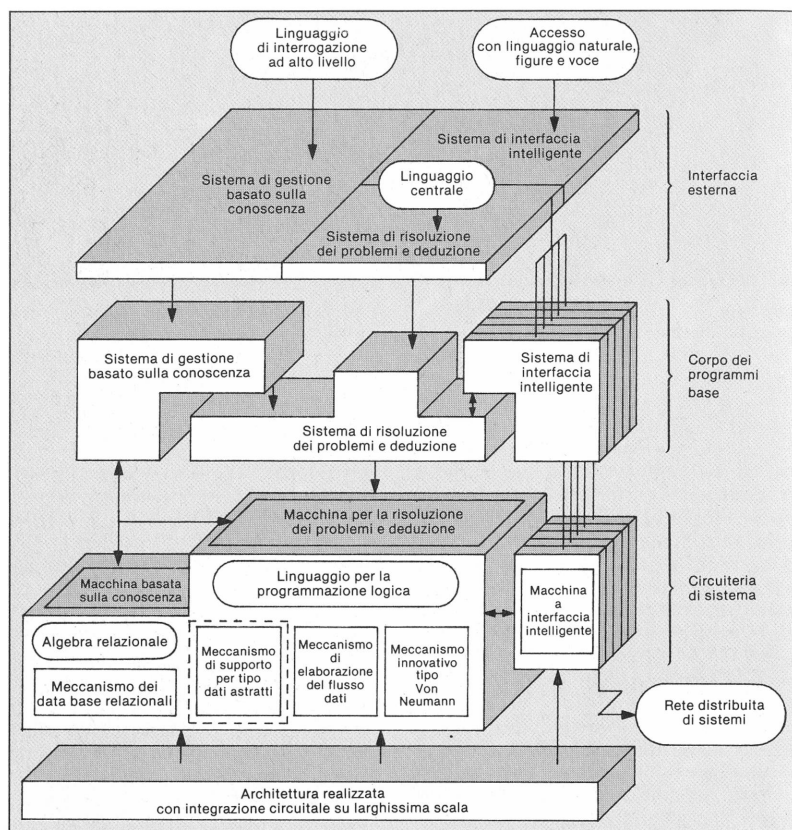 Linguaggio
di interrogazione
ad alto livello
Accesso
con linguaggio naturale,
figure e voce
Sistema di interfaccia
intelligente
Sistema di gestione
basato sulla
conoscenza
Linguaggio
centrale
Sistema di risoluzione
dei problemi e deduzione
Interfaccia
esterna
Sistema di gestione
basato sulla conoscenza
Sistema di
interfaccia
intelligente
Sistema di risoluzione
dei problemi e deduzione
Corpo dei
programmi
base
Macchina per la risoluzione
dei problemi e deduzione
Macchina basata
sulla conoscenza
Linguaggio per la
programmazione logica
Macchina
a
interfaccia
intelligente
Circuiteria
di sistema
Algebra relazionale
Meccanismo dei
data base relazionali
Meccanismo
di supporto
per tipo
dati astratti
Meccanismo
di
elaborazione
del flusso
dati
Meccanismo
innovativo
tipo
Von
Neumann
Rete distribuita
di sistemi
Architettura realizzata
con integrazione circuitale su larghissima scala